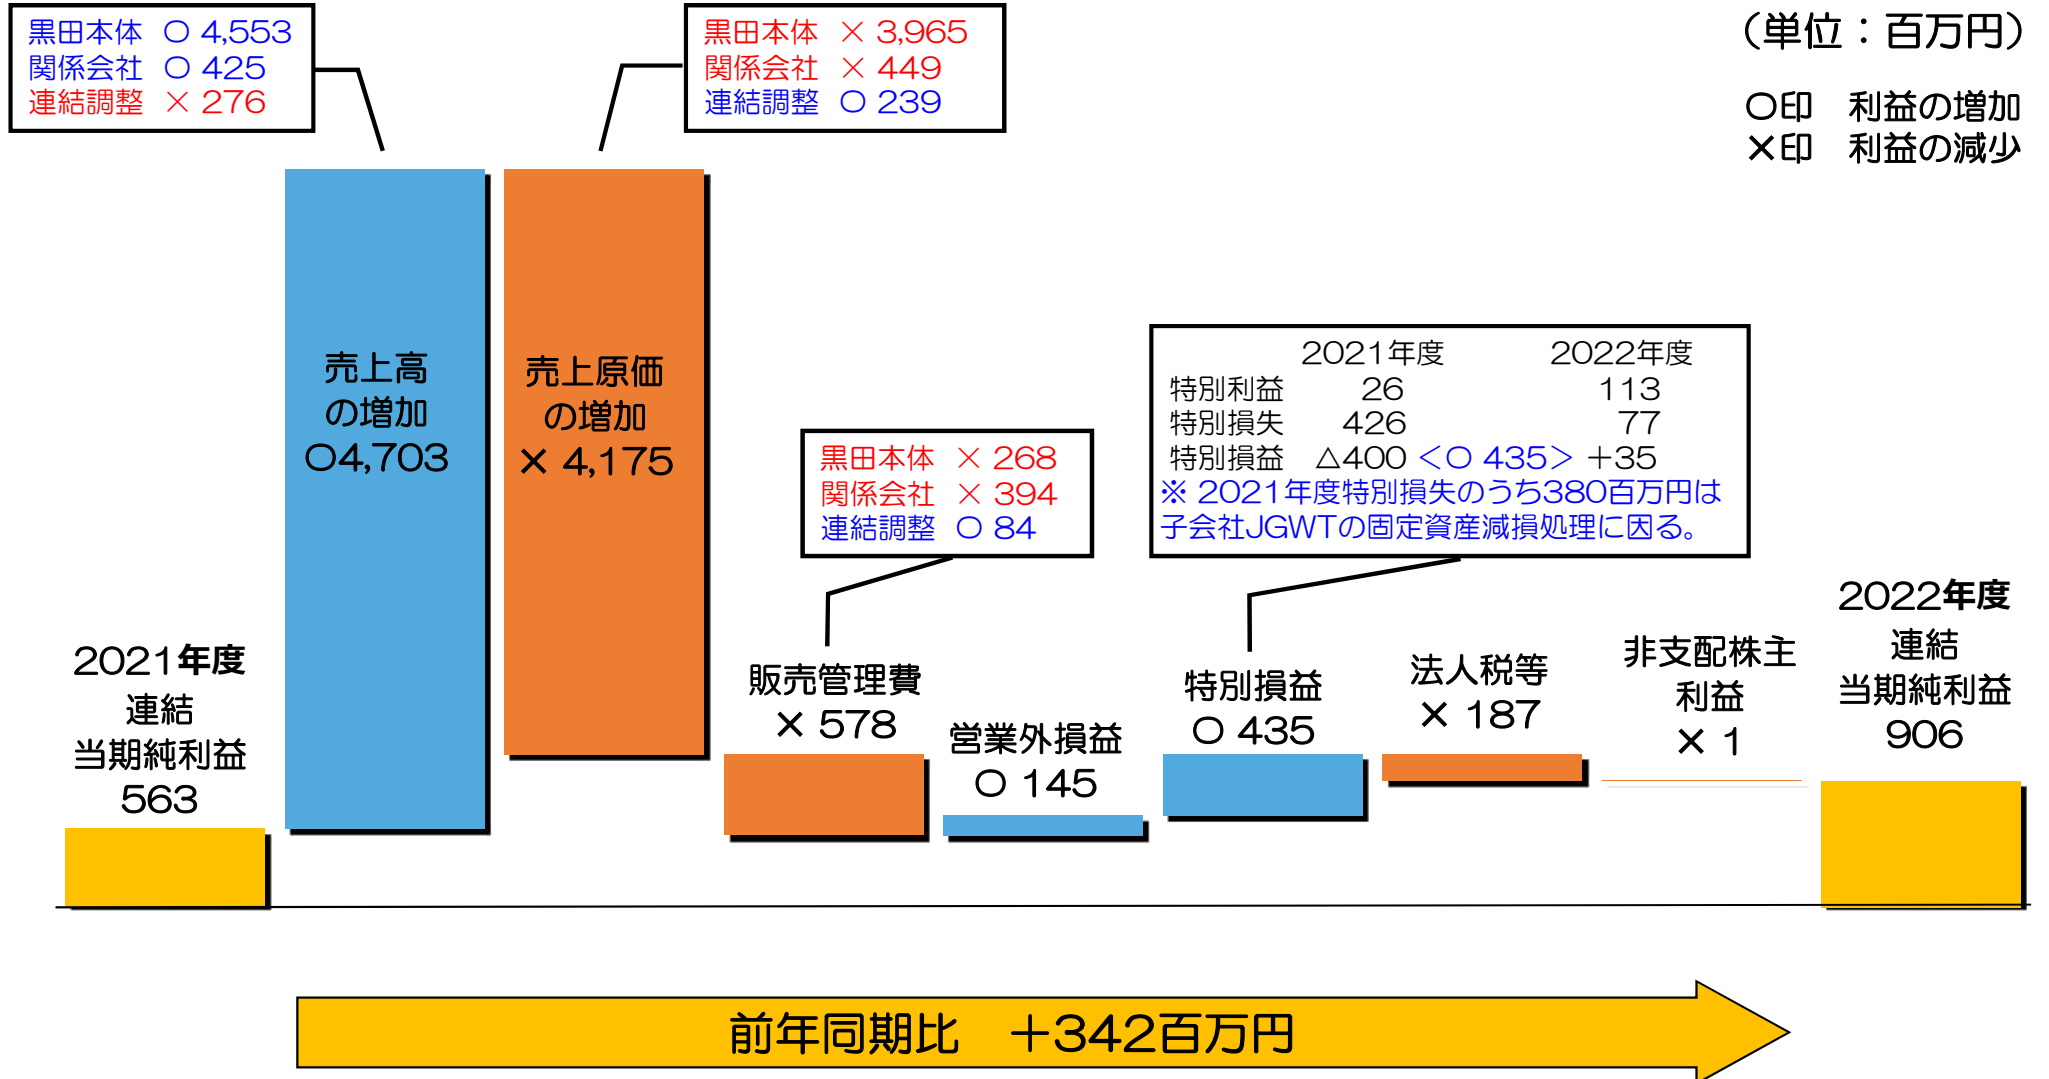 黒田本体 〇 4,553
関係会社 〇 425
連結調整 × 276
黒田本体 × 3,965
関係会社 × 449
連結調整 〇 239
（単位：百万円）
〇印　利益の増加
×印　利益の減少
売上高
の増加
〇4,703
売上原価
の増加
× 4,175
2021年度 2022年度
特別利益 26 113
特別損失 426 77
特別損益 △400 ＜〇 435＞ +35
※ 2021年度特別損失のうち380百万円は
子会社JGWTの固定資産減損処理に因る。
黒田本体 × 268
関係会社 × 394
連結調整 〇 84
2021年度
連結
当期純利益
563
販売管理費
× 578
営業外損益
〇 145
特別損益
〇 435
法人税等
× 187
非支配株主
利益
× 1
2022年度
連結
当期純利益
906
前年同期比　+342百万円